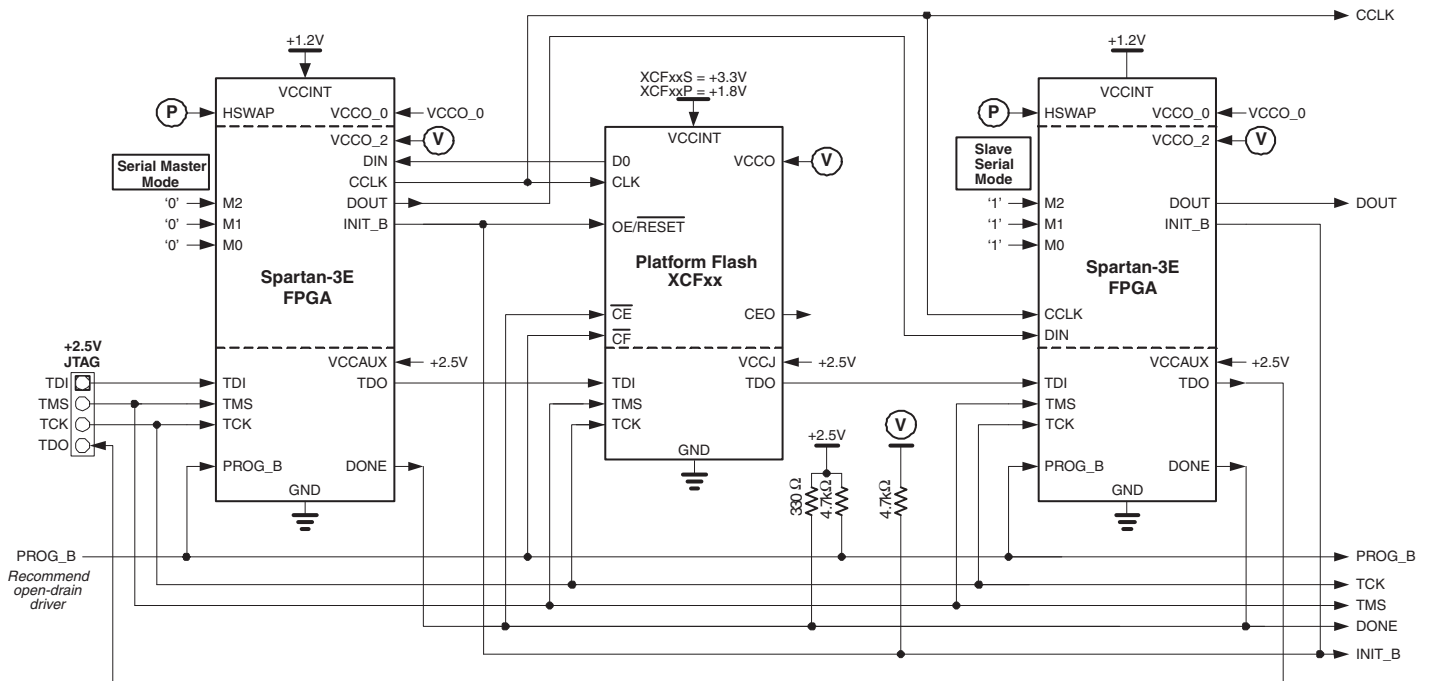 CCLK
+1.2V
VCCINT
P
HSWAP
VCCO_0
VCCO_0
VCCO_2
V
Serial Master
Mode
DIN
CCLK
'0'
M2
DOUT
'0'
M1
INIT_B
'0'
M0
Spartan-3E
FPGA
VCCAUX
+2.5V
+2.5V
JTAG
TDI
TDI
TDO
TMS
TMS
TCK
TCK
TDO
PROG_B
DONE
GND
XCFxxS = +3.3V
XCFxxP = +1.8V
VCCINT
D0
VCCO
V
CLK
OE/RESET
Platform Flash
XCFxx
CE
CEO
CF
VCCJ
+2.5V
TDI
TDO
TMS
TCK
GND
+2.5V
V
330 Ω
4.7kΩ
4.7kΩ
+1.2V
VCCINT
P
HSWAP
VCCO_0
VCCO_0
VCCO_2
V
Slave
Serial
Mode
'1'
M2
DOUT
DOUT
'1'
M1
INIT_B
'1'
M0
Spartan-3E
FPGA
CCLK
DIN
VCCAUX
+2.5V
TDI
TDO
TMS
TCK
PROG_B
DONE
GND
PROG_B
Recommend
open-drain
driver
PROG_B
TCK
TMS
DONE
INIT_B